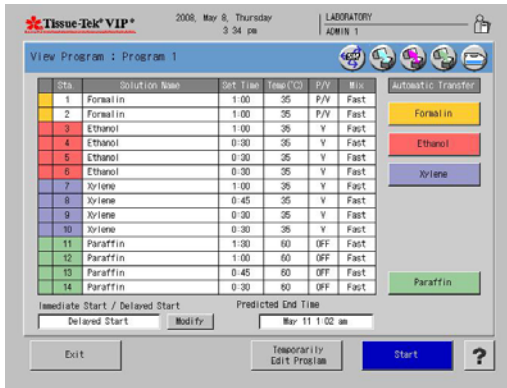 Tissue-Tek® VIP®
2008, May 8, Thursday
3 34 pm
LABORATORY
ADMIN 1
View Program : Program 1
Sta. Solution Name Set Time Temp(°C) P/V Mix
1 Formalin 1:00 35 P/V Fast
2 Formalin 1:00 35 P/V Fast
3 Ethanol 1:00 35 V Fast
4 Ethanol 0:30 35 V Fast
5 Ethanol 0:30 35 V Fast
6 Ethanol 0:30 35 V Fast
7 Xylene 1:00 35 V Fast
8 Xylene 0:45 35 V Fast
9 Xylene 0:30 35 V Fast
10 Xylene 0:30 35 V Fast
11 Paraffin 1:30 60 OFF Fast
12 Paraffin 1:00 60 OFF Fast
13 Paraffin 0:45 60 OFF Fast
14 Paraffin 0:30 60 OFF Fast
Automatic Transfer
Formalin
Ethanol
Xylene
Paraffin
Immediate Start / Delayed Start
Delayed Start
Modify
Predicted End Time
May 11 1:02 am
Exit
Temporarily
Edit Program
Start
?